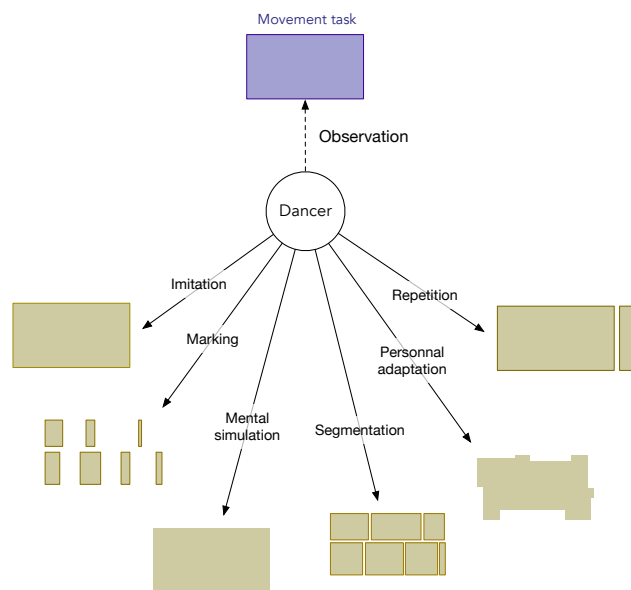 Movement task
Observation
Dancer
Imitation
Repetition
Marking
Personnal
adaptation
Mental
simulation
Segmentation